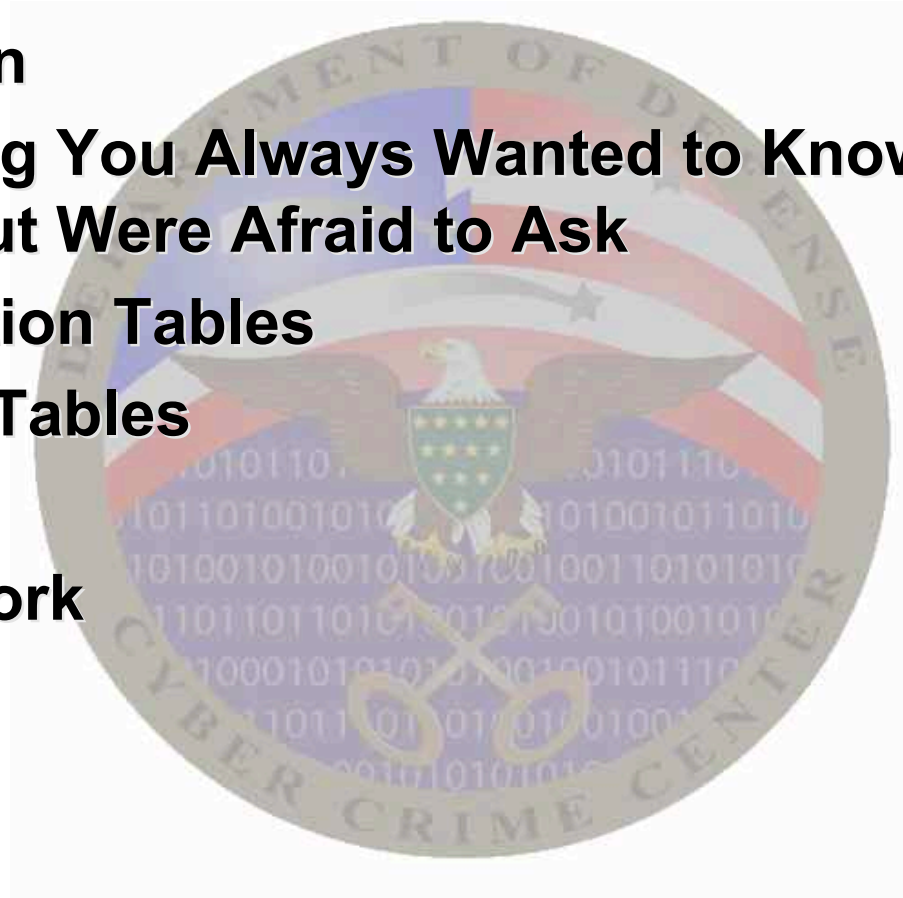 n
g You Always Wanted to Know
ut Were Afraid to Ask
ion Tables
Tables
ork
DEPARTMENT OF DEFENSE
CYBER CRIME CENTER